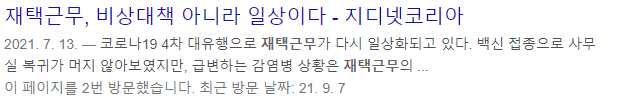 재택근무, 비상대책 아니라 일상이다 - 지디넷코리아
2021. 7. 13. — 코로나19 4차 대유행으로 재택근무가 다시 일상화되고 있다. 백신 접종으로 사무
실 복귀가 머지 않아보였지만, 급변하는 감염병 상황은 재택근무의 ...
이 페이지를 2번 방문했습니다. 최근 방문 날짜: 21. 9. 7